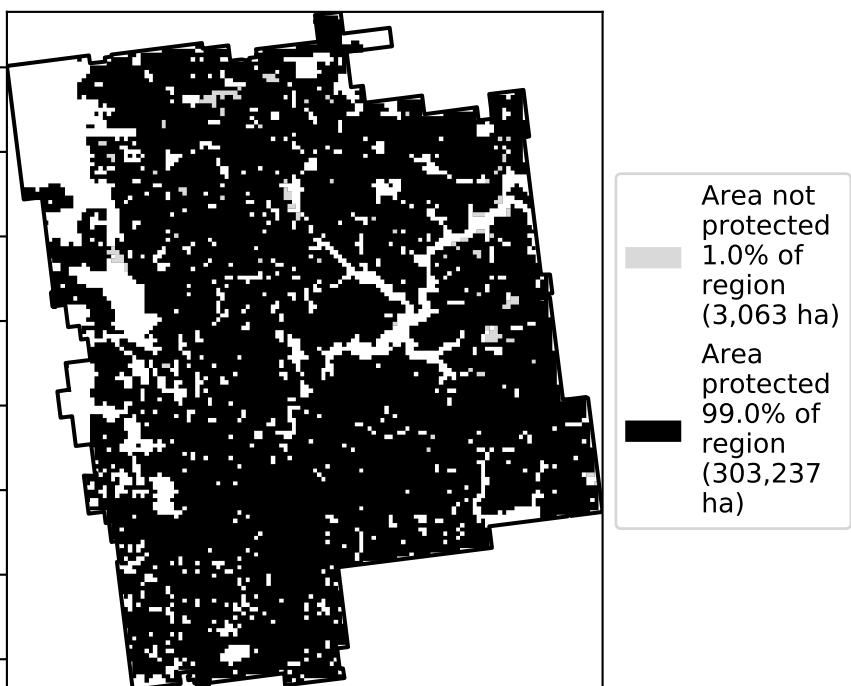 Area not
protected
1.0% of
region
(3,063 ha)
Area
protected
99.0% of
region
(303,237
ha)